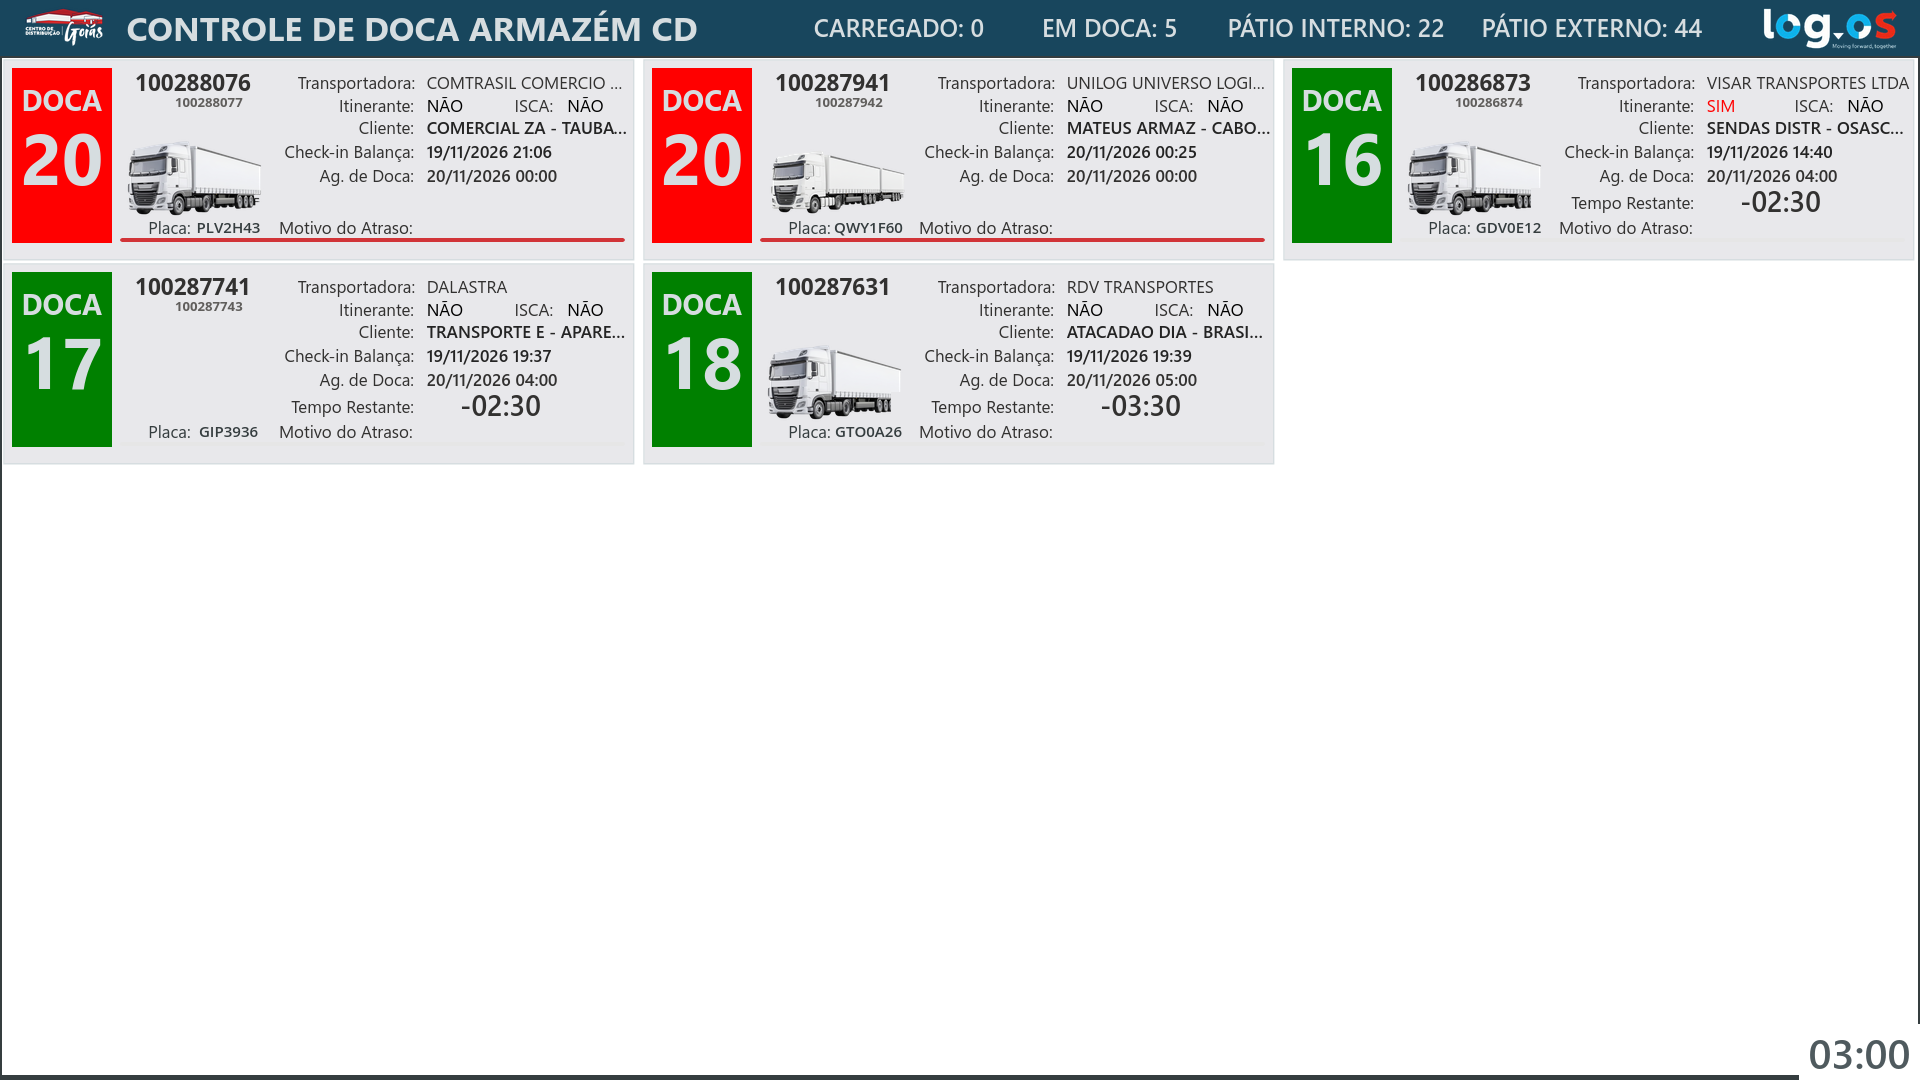 CENTRO DE DISTRIBUIÇÃO Goiás
CONTROLE DE DOCA ARMAZÉM CD
CARREGADO: 0
EM DOCA: 5
PÁTIO INTERNO: 22
PÁTIO EXTERNO: 44
log.os
Moving forward, together
DOCA
20
100288076
100288077
Transportadora: COMTRASIL COMERCIO ...
Itinerante: NÃO ISCA: NÃO
Cliente: COMERCIAL ZA - TAUBA...
Check-in Balança: 19/11/2026 21:06
Ag. de Doca: 20/11/2026 00:00
Placa: PLV2H43 Motivo do Atraso:
DOCA
20
100287941
100287942
Transportadora: UNILOG UNIVERSO LOGI...
Itinerante: NÃO ISCA: NÃO
Cliente: MATEUS ARMAZ - CABO...
Check-in Balança: 20/11/2026 00:25
Ag. de Doca: 20/11/2026 00:00
Placa: QWY1F60 Motivo do Atraso:
DOCA
16
100286873
100286874
Transportadora: VISAR TRANSPORTES LTDA
Itinerante: SIM ISCA: NÃO
Cliente: SENDAS DISTR - OSASC...
Check-in Balança: 19/11/2026 14:40
Ag. de Doca: 20/11/2026 04:00
Tempo Restante: -02:30
Placa: GDV0E12 Motivo do Atraso:
DOCA
17
100287741
100287743
Transportadora: DALASTRA
Itinerante: NÃO ISCA: NÃO
Cliente: TRANSPORTE E - APARE...
Check-in Balança: 19/11/2026 19:37
Ag. de Doca: 20/11/2026 04:00
Tempo Restante: -02:30
Placa: GIP3936 Motivo do Atraso:
DOCA
18
100287631
Transportadora: RDV TRANSPORTES
Itinerante: NÃO ISCA: NÃO
Cliente: ATACADAO DIA - BRASI...
Check-in Balança: 19/11/2026 19:39
Ag. de Doca: 20/11/2026 05:00
Tempo Restante: -03:30
Placa: GTO0A26 Motivo do Atraso:
03:00